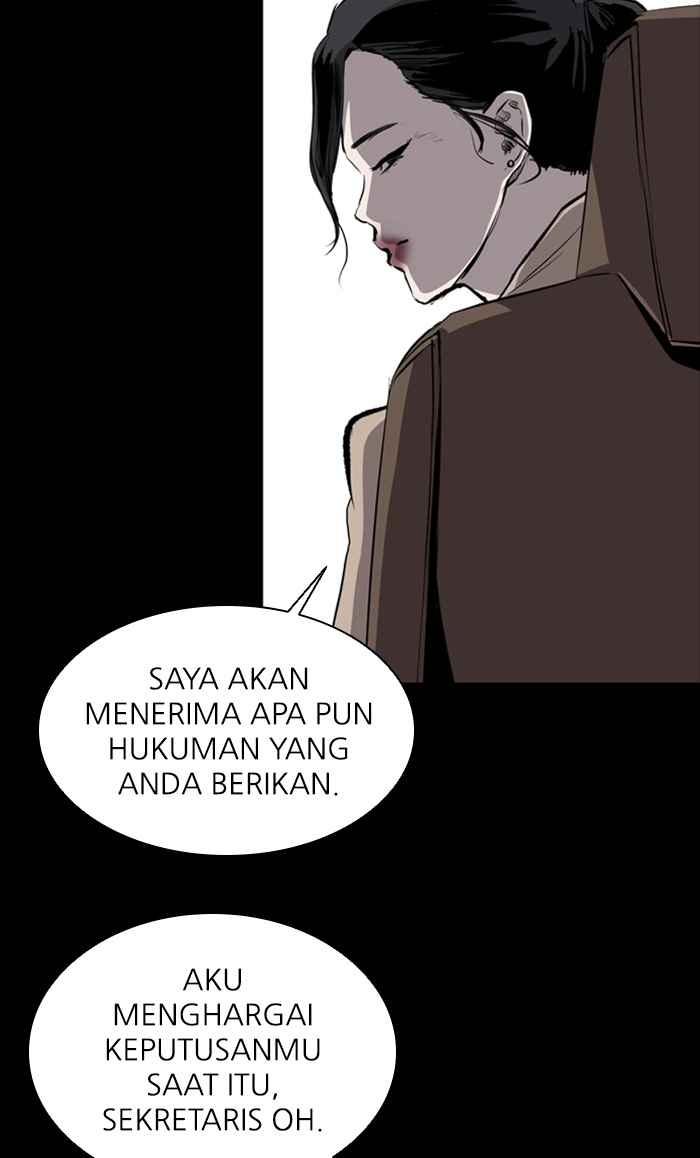 SAYA AKAN
MENERIMA APA PUN
HUKUMAN YANG
ANDA BERIKAN.
AKU
MENGHARGAI
KEPUTUSANMU
SAAT ITU,
SEKRETARIS OH.